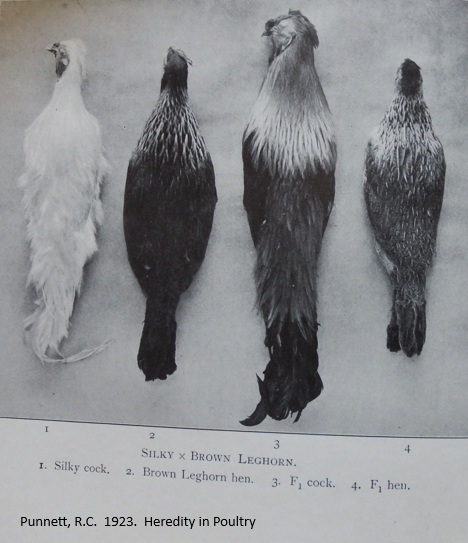 1 2 3 4
SILKY × BROWN LEGHORN.
1. Silky cock. 2. Brown Leghorn hen. 3. F₁ cock. 4. F₁ hen.
Punnett, R.C. 1923. Heredity in Poultry